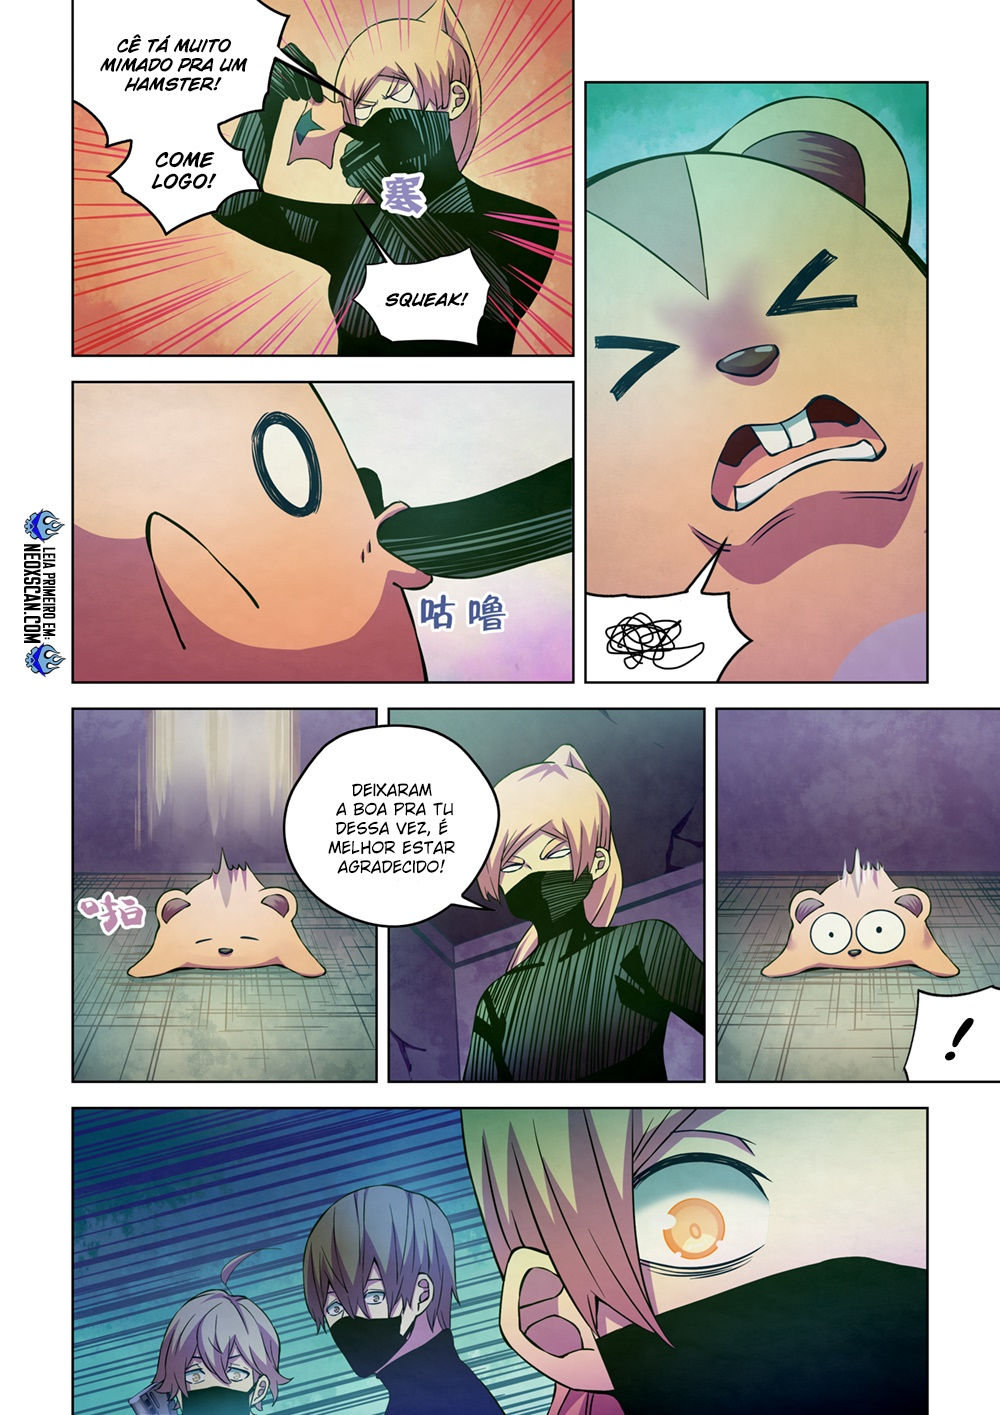 CÊ TÁ MUITO
MIMADO PRA UM
HAMSTER!
COME
LOGO!
塞
SQUEAK!
咕噜
LEIA PRIMEIRO EM:
NEOXSCAN.COM
啪
DEIXARAM
A BOA PRA TU
DESSA VEZ, É
MELHOR ESTAR
AGRADECIDO!
!